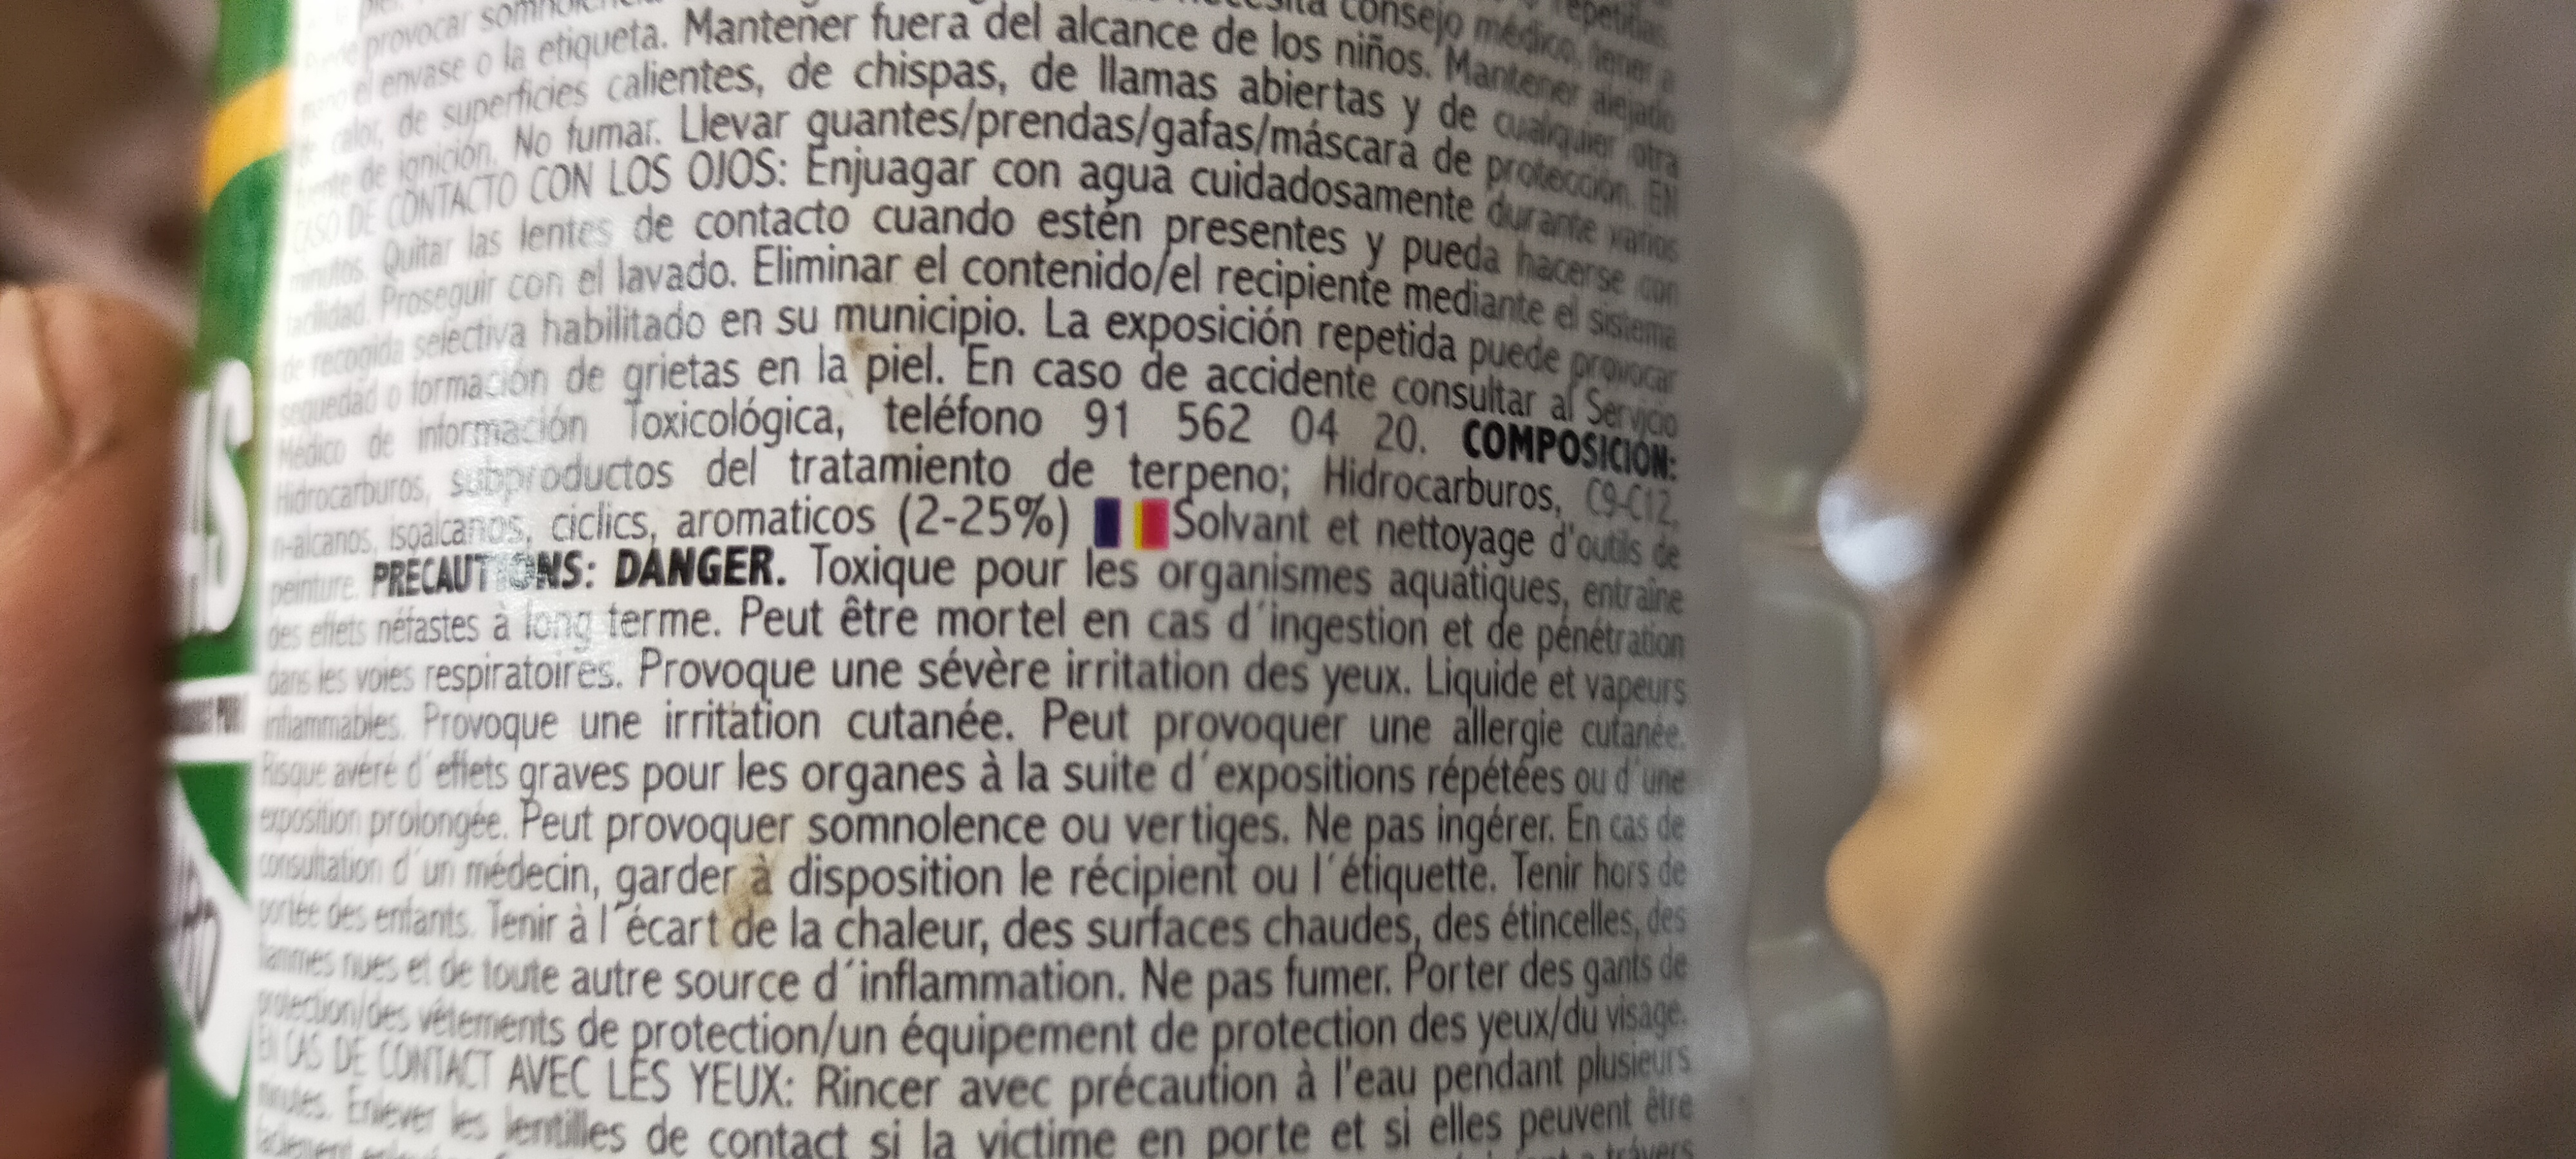 provocar
el envase o la etiqueta. Mantener fuera del alcance de los niños. Mantener alejado
calor, de superficies calientes, de chispas, de llamas abiertas y de cualquier otra
fuente de ignición. No fumar. Llevar guantes/prendas/gafas/máscara de protección. EN
CASO DE CONTACTO CON LOS OJOS: Enjuagar con agua cuidadosamente durante varios
minutos. Quitar las lentes de contacto cuando estén presentes y pueda hacerse con
facilidad. Proseguir con el lavado. Eliminar el contenido/el recipiente mediante el sistema
de recogida selectiva habilitado en su municipio. La exposición repetida puede provocar
sequedad o formación de grietas en la piel. En caso de accidente consultar al Servicio
Médico de información Toxicológica, teléfono 91 562 04 20. COMPOSICIÓN:
Hidrocarburos, subproductos del tratamiento de terpeno; Hidrocarburos, C9-C12,
n-alcanos, isoalcanos, ciclics, aromaticos (2-25%) Solvant et nettoyage d'outils de
peinture. PRECAUTIONS: DANGER. Toxique pour les organismes aquatiques, entraîne
des effets néfastes à long terme. Peut être mortel en cas d´ingestion et de pénétration
dans les voies respiratoires. Provoque une sévère irritation des yeux. Liquide et vapeurs
inflammables. Provoque une irritation cutanée. Peut provoquer une allergie cutanée.
Risque avéré d´effets graves pour les organes à la suite d´expositions répétées ou d´une
exposition prolongée. Peut provoquer somnolence ou vertiges. Ne pas ingérer. En cas de
consultation d´un médecin, garder à disposition le récipient ou l´étiquette. Tenir hors de
portée des enfants. Tenir à l´écart de la chaleur, des surfaces chaudes, des étincelles, des
flammes nues et de toute autre source d´inflammation. Ne pas fumer. Porter des gants de
protection/des vêtements de protection/un équipement de protection des yeux/du visage.
EN CAS DE CONTACT AVEC LES YEUX: Rincer avec précaution à l'eau pendant plusieurs
minutes. Enlever les lentilles de contact si la victime en porte et si elles peuvent être